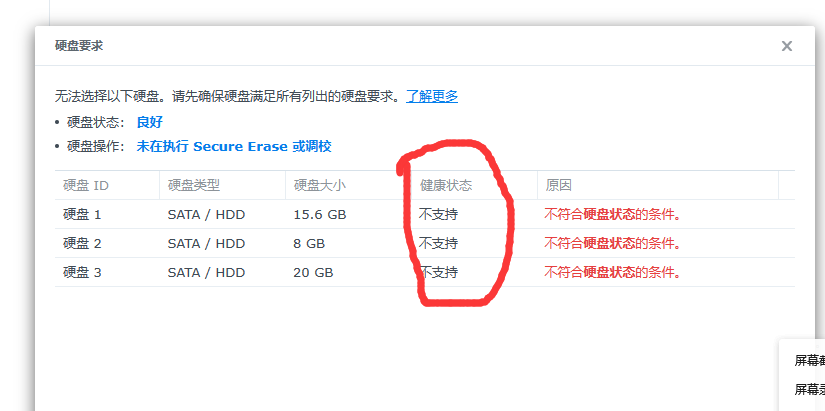 硬盘要求
无法选择以下硬盘。请先确保硬盘满足所有列出的硬盘要求。了解更多
• 硬盘状态： 良好
• 硬盘操作： 未在执行 Secure Erase 或调校
硬盘 ID 硬盘类型 硬盘大小 健康状态 原因
硬盘 1 SATA / HDD 15.6 GB 不支持 不符合硬盘状态的条件。
硬盘 2 SATA / HDD 8 GB 不支持 不符合硬盘状态的条件。
硬盘 3 SATA / HDD 20 GB 不支持 不符合硬盘状态的条件。
屏幕
屏幕